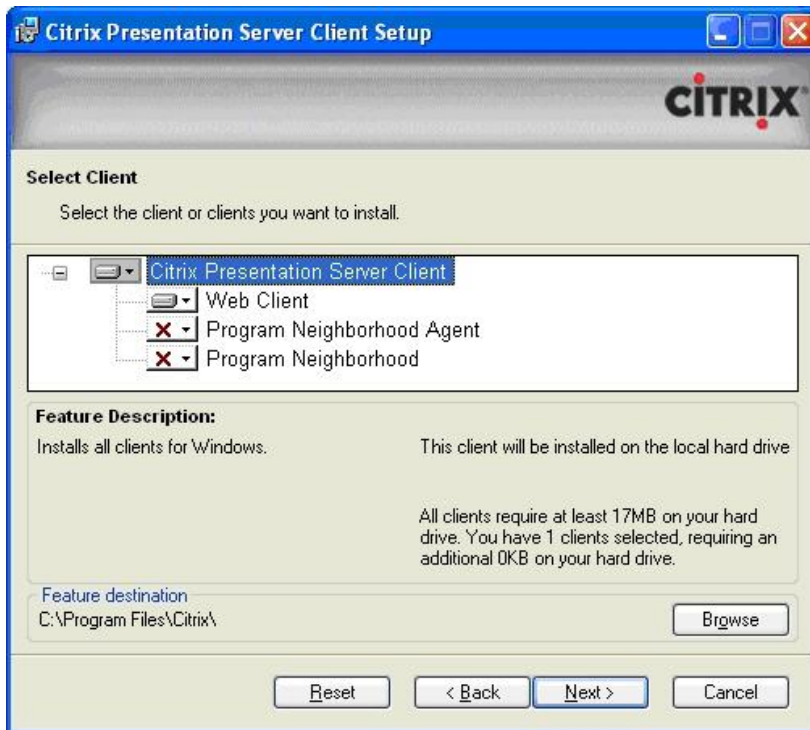 Citrix Presentation Server Client Setup
CİTRIX®
Select Client
Select the client or clients you want to install.
Citrix Presentation Server Client
Web Client
Program Neighborhood Agent
Program Neighborhood
Feature Description:
Installs all clients for Windows.
This client will be installed on the local hard drive
All clients require at least 17MB on your hard
drive. You have 1 clients selected, requiring an
additional 0KB on your hard drive.
Feature destination
C:\Program Files\Citrix\
Browse
Reset
< Back
Next >
Cancel